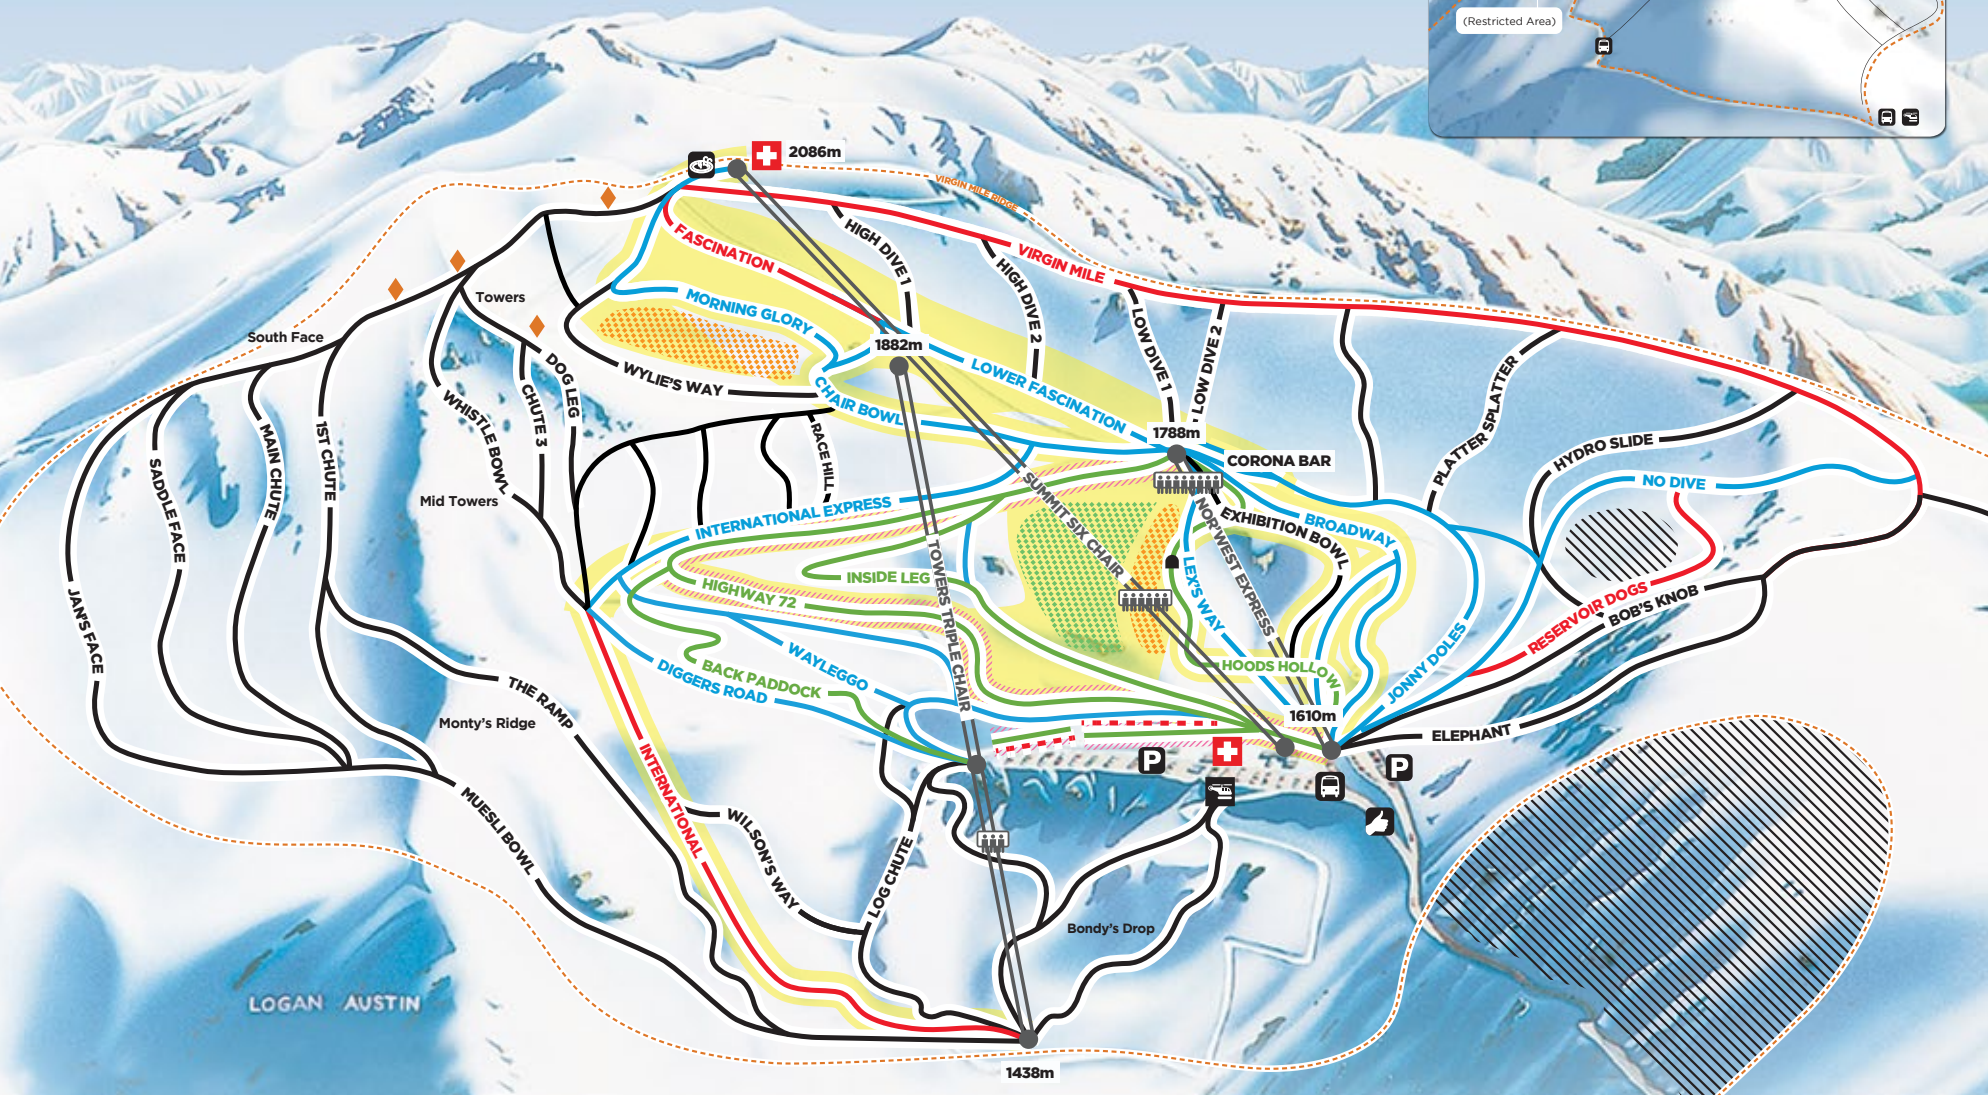 (Restricted Area)
2086m
VIRGIN MILE RIDGE
HIGH DIVE 1
FASCINATION
VIRGIN MILE
HIGH DIVE 2
Towers
MORNING GLORY
South Face
1882m
LOW DIVE 1
LOW DIVE 2
DOG LEG
WYLIE'S WAY
LOWER FASCINATION
CHAIR BOWL
PLATTER SPLATTER
WHISTLE BOWL
CHUTE 3
1788m
CORONA BAR
HYDRO SLIDE
RACE HILL
1ST CHUTE
MAIN CHUTE
SADDLE FACE
NO DIVE
Mid Towers
INTERNATIONAL EXPRESS
SUMMIT SIX CHAIR
NOR'WEST EXPRESS
EXHIBITION BOWL
BROADWAY
TOWERS TRIPLE CHAIR
INSIDE LEG
HIGHWAY 72
LEX'S WAY
JAN'S FACE
RESERVOIR DOGS
BOB'S KNOB
WAYLEGGO
BACK PADDOCK
DIGGERS ROAD
HOODS HOLLOW
JONNY DOLES
THE RAMP
Monty's Ridge
1610m
ELEPHANT
P
P
INTERNATIONAL
MUESLI BOWL
WILSON'S WAY
LOG CHUTE
Bondy's Drop
LOGAN AUSTIN
1438m